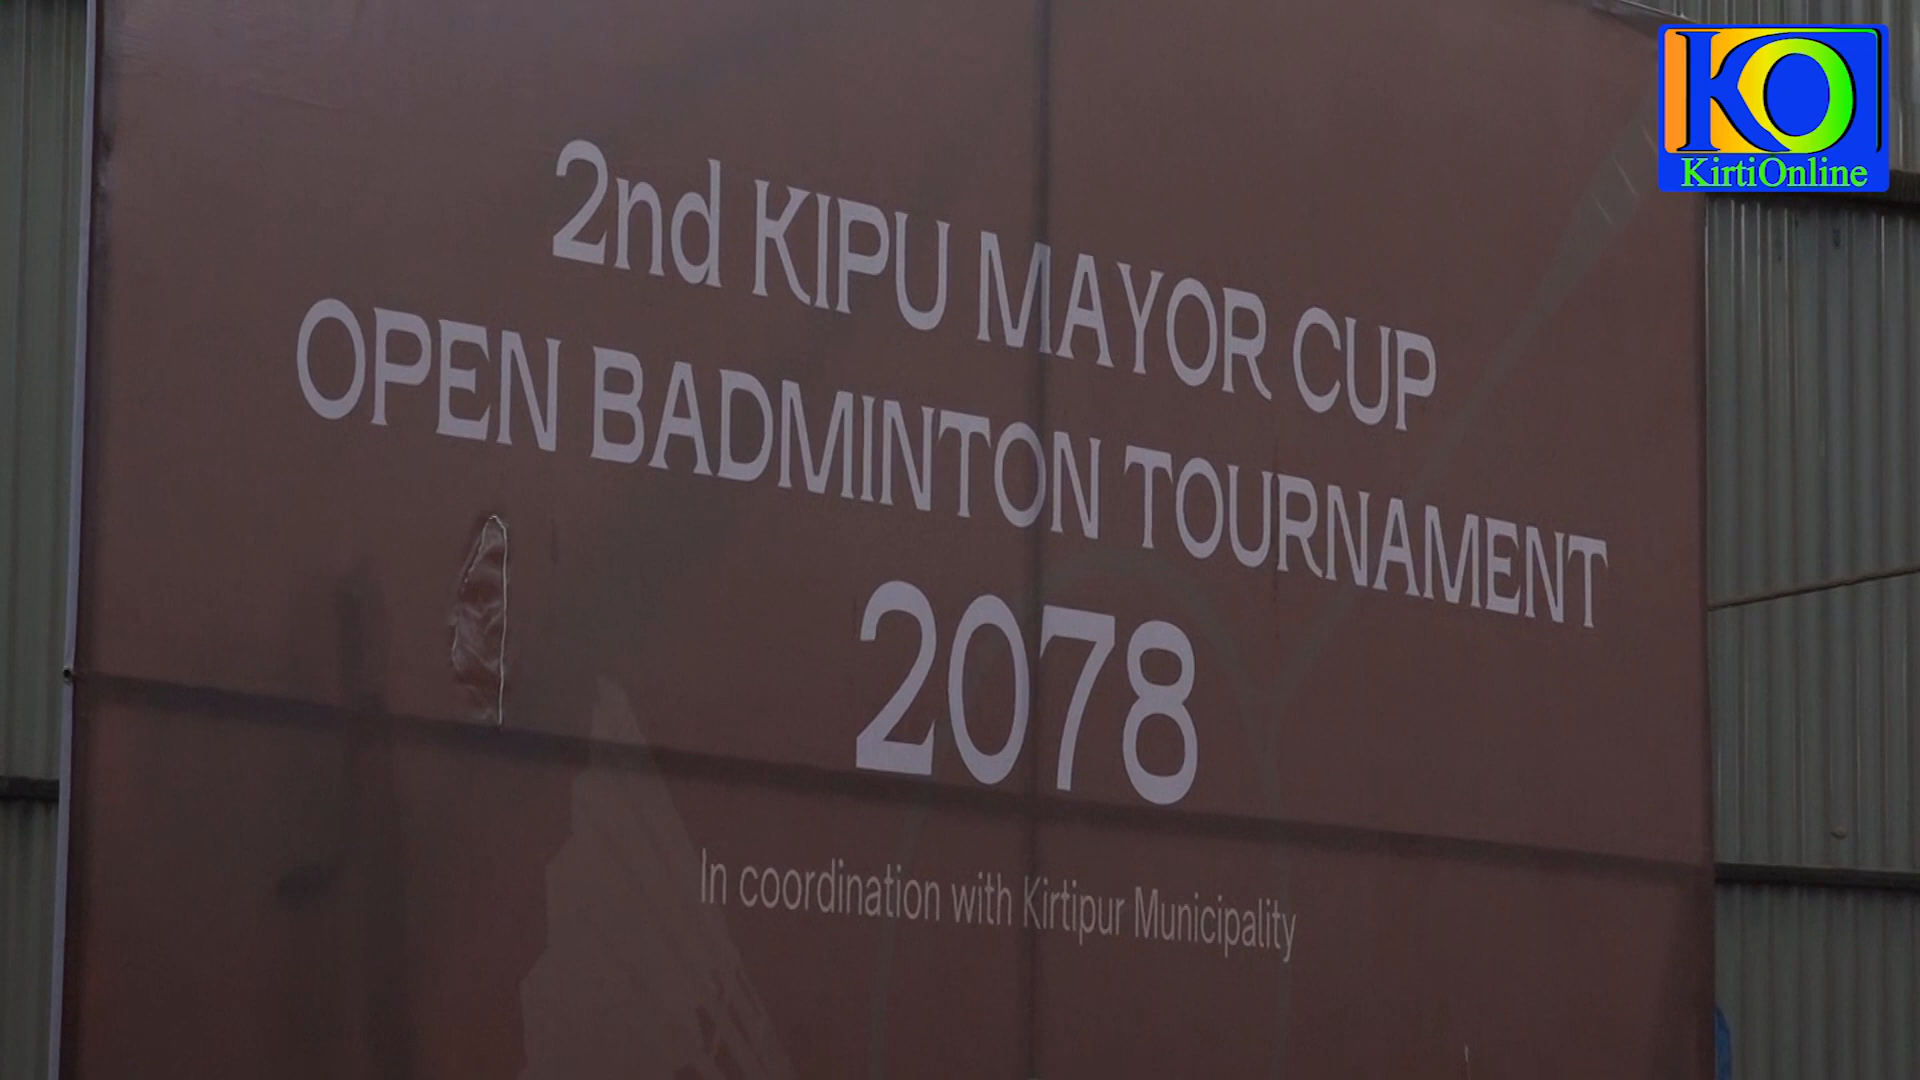 KO
KirtiOnline
2nd KIPU MAYOR CUP
OPEN BADMINTON TOURNAMENT
2078
In coordination with Kirtipur Municipality